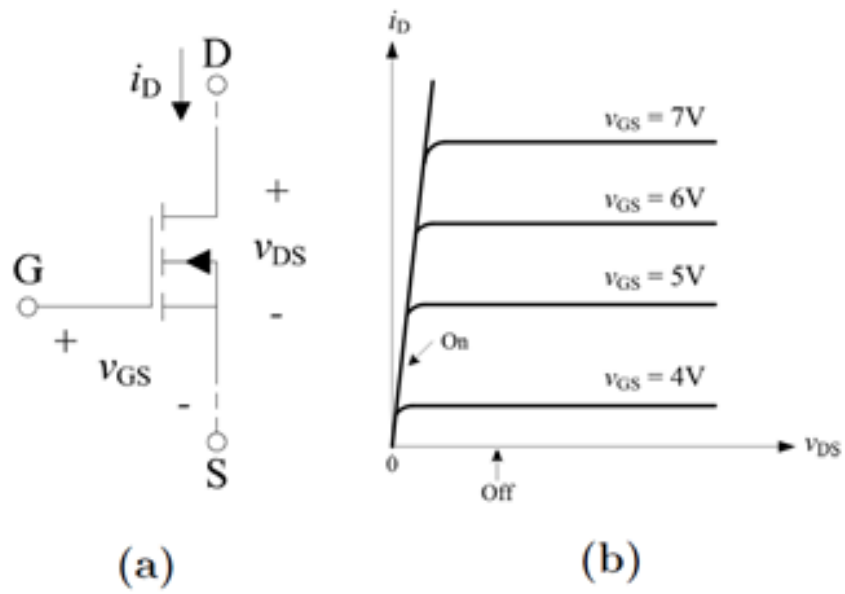 D
iD
+
vDS
-
G
+
vGS
-
S
(a)
iD
vGS = 7V
vGS = 6V
vGS = 5V
On
vGS = 4V
0
vDS
Off
(b)